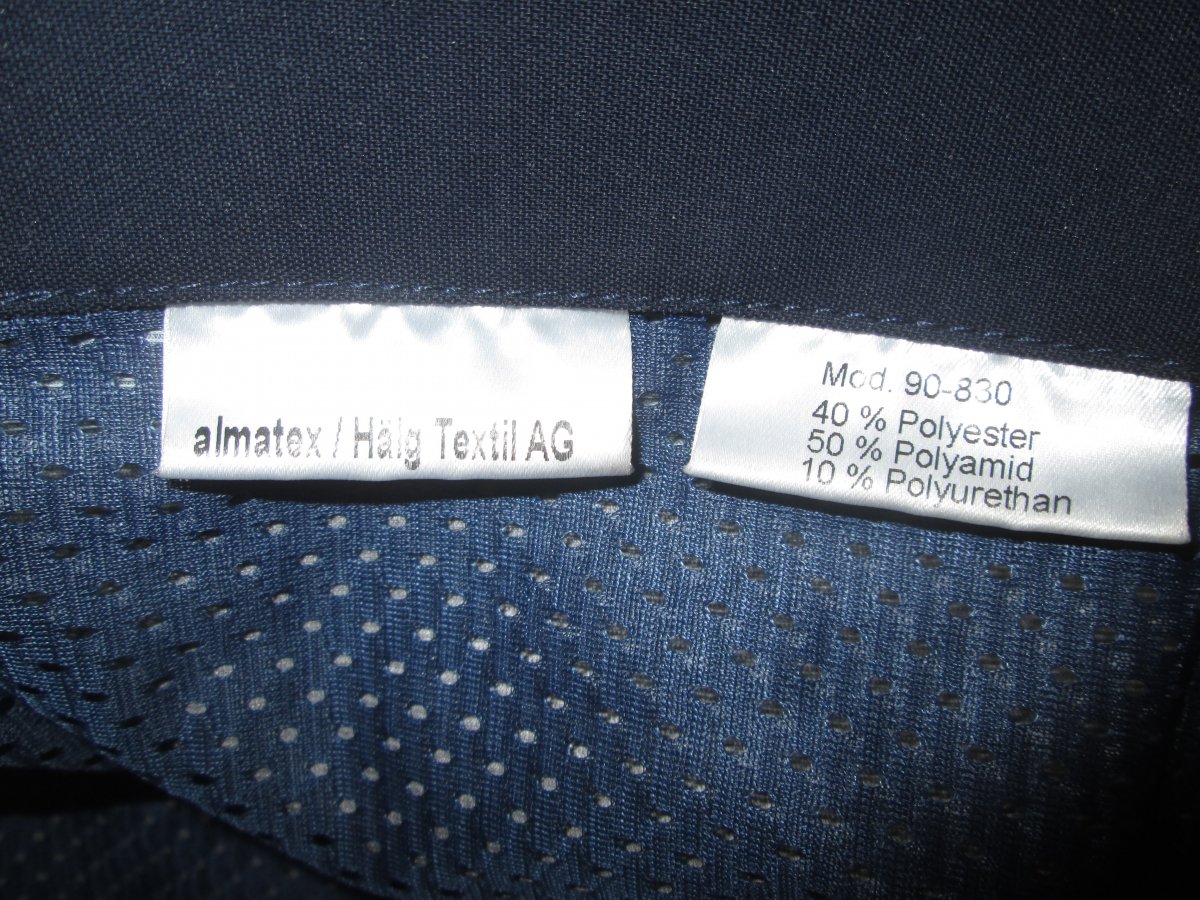 almatex / Hälg Textil AG
Mod. 90-830
40 % Polyester
50 % Polyamid
10 % Polyurethan